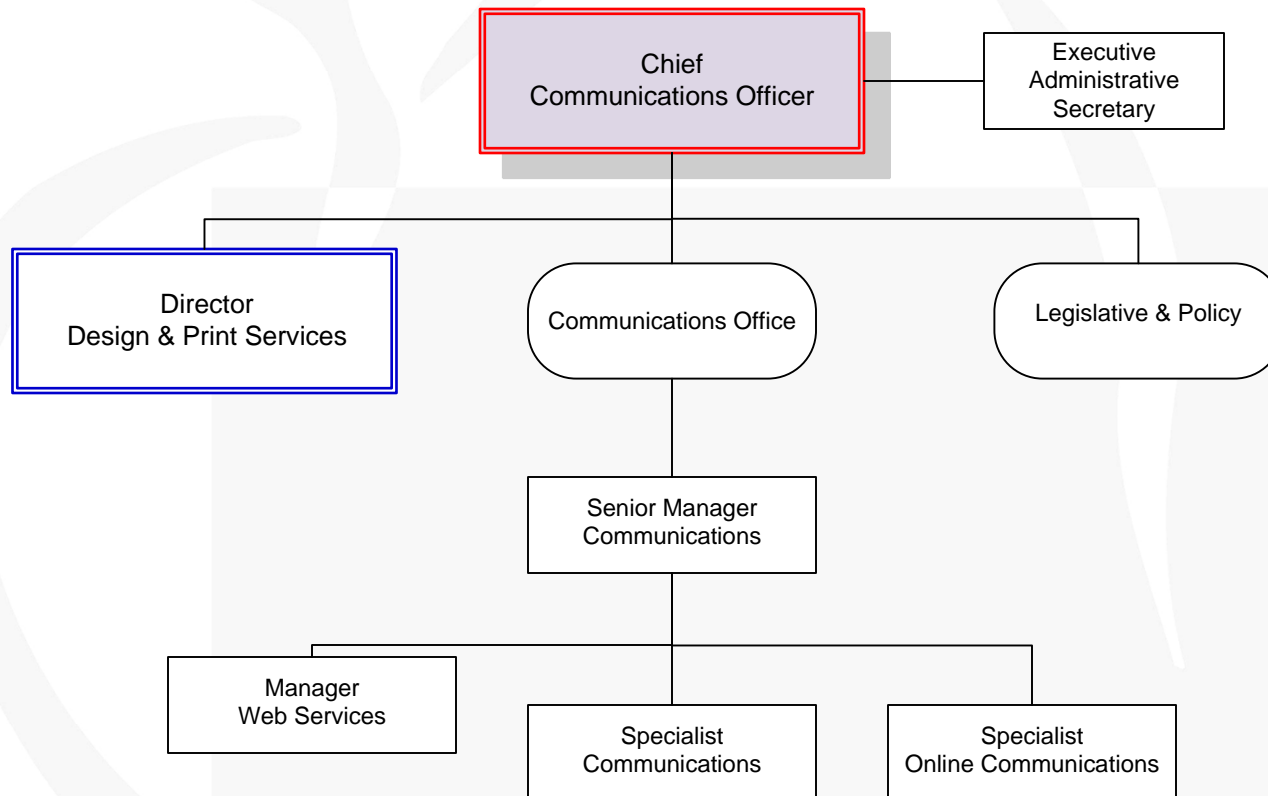 Chief
Communications Officer
Executive
Administrative
Secretary
Director
Design & Print Services
Communications Office
Legislative & Policy
Senior Manager
Communications
Manager
Web Services
Specialist
Communications
Specialist
Online Communications